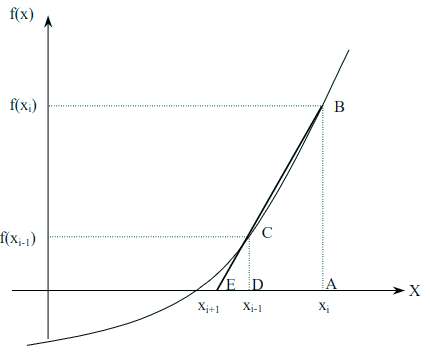 f(x)
f(xi)
B
f(xi-1)
C
E D A X
xi+1 xi-1 xi